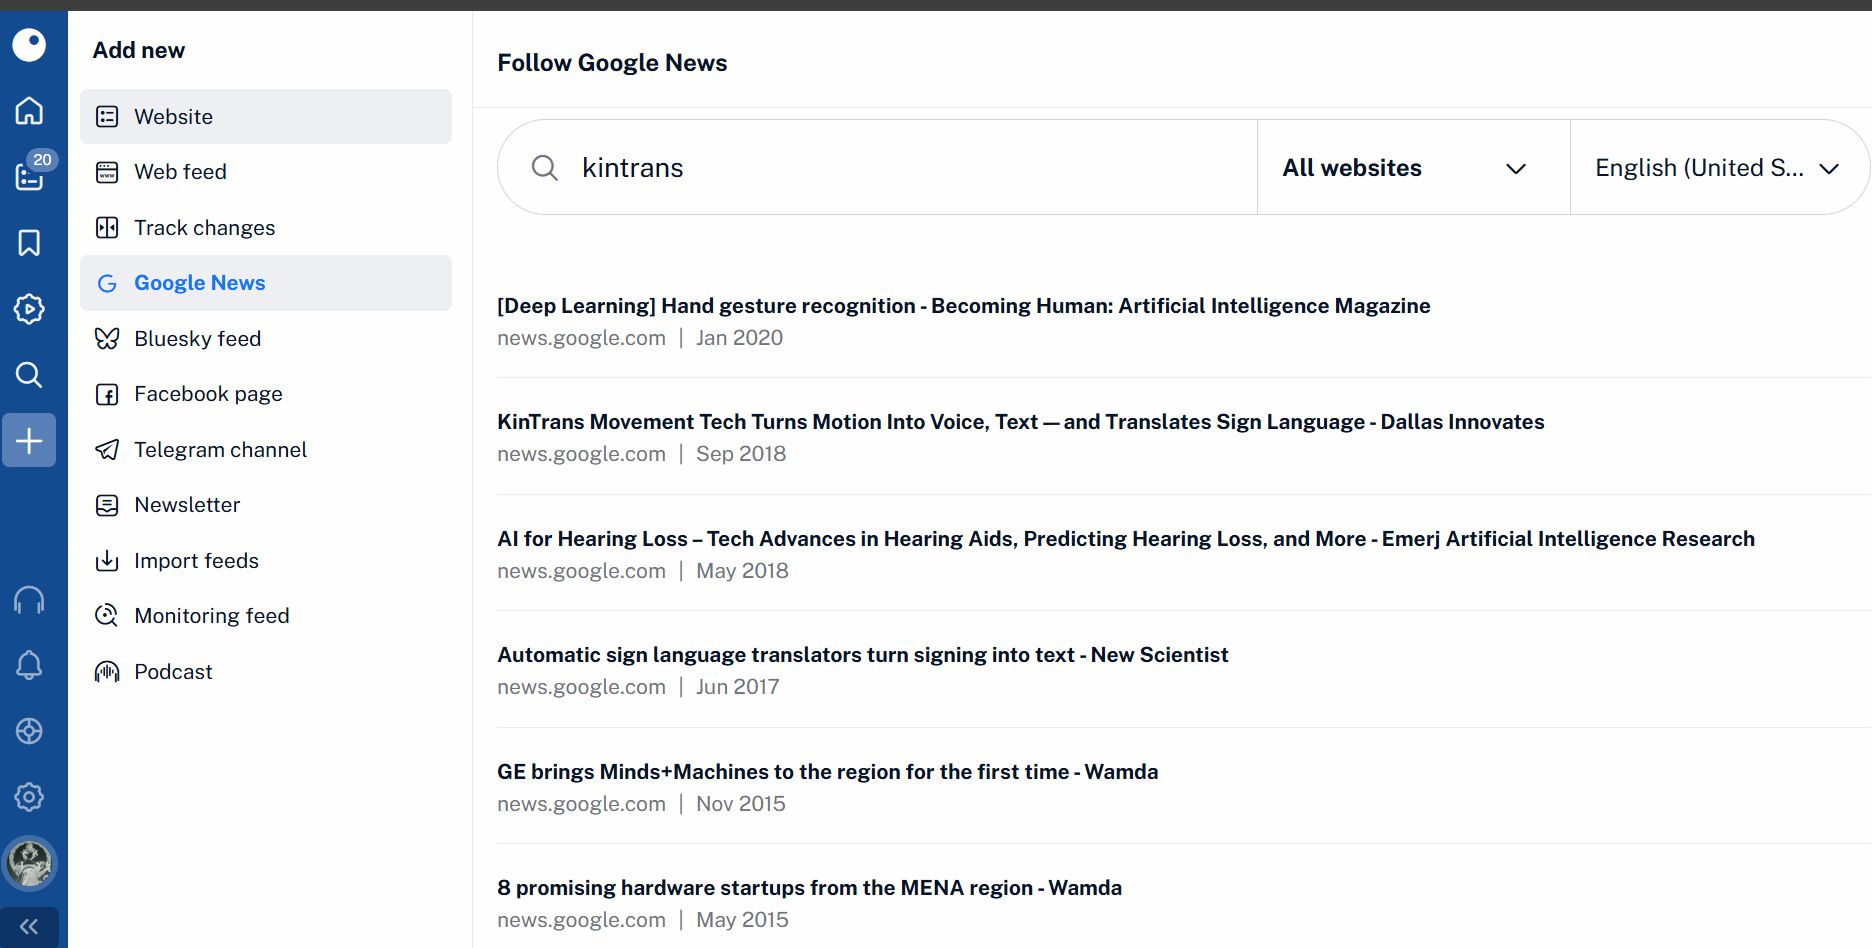 Add new
Website
Web feed
Track changes
Google News
Bluesky feed
Facebook page
Telegram channel
Newsletter
Import feeds
Monitoring feed
Podcast
20
Follow Google News
kintrans
All websites
English (United S...
[Deep Learning] Hand gesture recognition - Becoming Human: Artificial Intelligence Magazine
news.google.com | Jan 2020
KinTrans Movement Tech Turns Motion Into Voice, Text — and Translates Sign Language - Dallas Innovates
news.google.com | Sep 2018
AI for Hearing Loss – Tech Advances in Hearing Aids, Predicting Hearing Loss, and More - Emerj Artificial Intelligence Research
news.google.com | May 2018
Automatic sign language translators turn signing into text - New Scientist
news.google.com | Jun 2017
GE brings Minds+Machines to the region for the first time - Wamda
news.google.com | Nov 2015
8 promising hardware startups from the MENA region - Wamda
news.google.com | May 2015